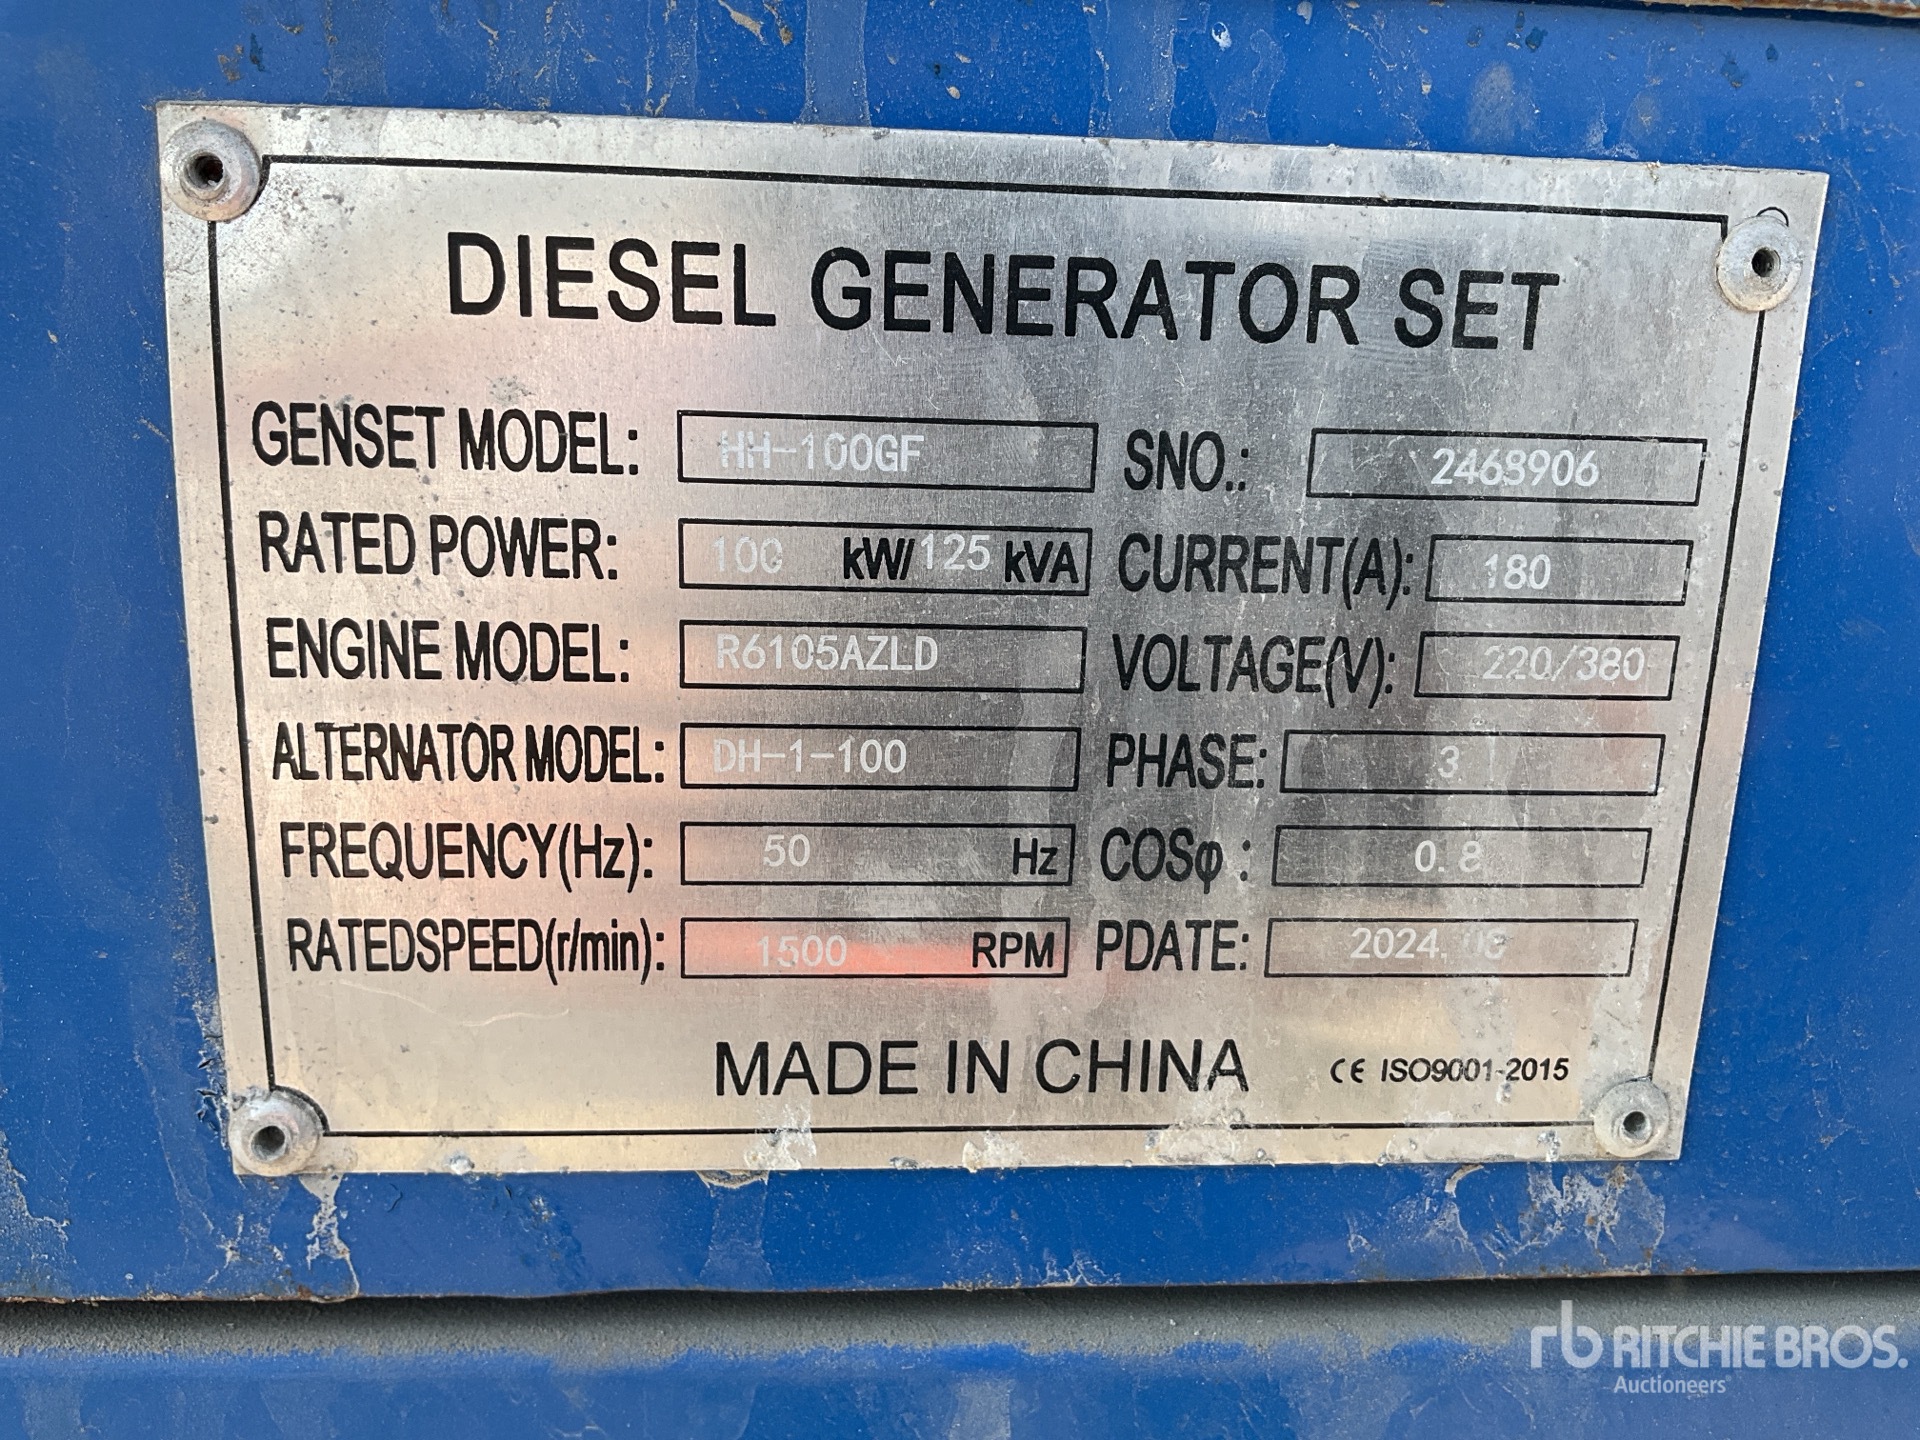 DIESEL GENERATOR SET
GENSET MODEL: HH-100GF SNO.: 2468906
RATED POWER: 100 kW/125 kVA CURRENT(A): 180
ENGINE MODEL: R6105AZLD VOLTAGE(V): 220/380
ALTERNATOR MODEL: DH-1-100 PHASE: 3
FREQUENCY(Hz): 50 Hz COSφ : 0.8
RATEDSPEED(r/min): 1500 RPM PDATE:
MADE IN CHINA CE ISO9001-2015
rb RITCHIE BROS.
Auctioneers